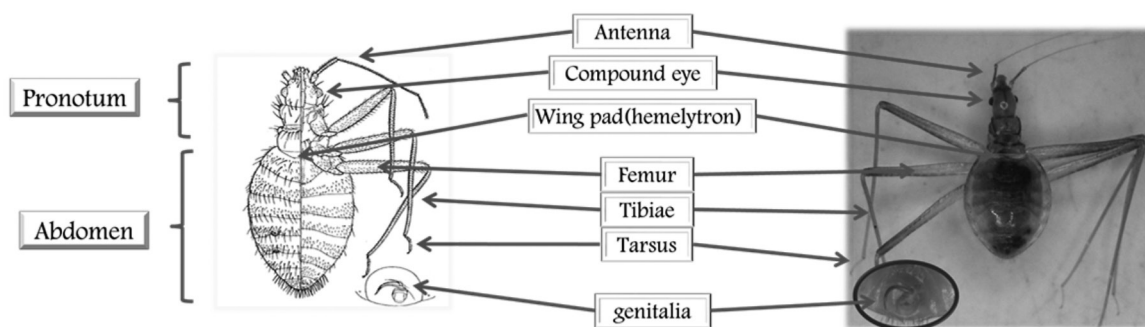 Antenna
Compound eye
Pronotum
Wing pad(hemelytron)
Femur
Tibiae
Abdomen
Tarsus
genitalia